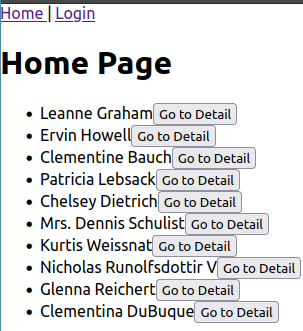 Home | Login
Home Page
• Leanne Graham Go to Detail
• Ervin Howell Go to Detail
• Clementine Bauch Go to Detail
• Patricia Lebsack Go to Detail
• Chelsey Dietrich Go to Detail
• Mrs. Dennis Schulist Go to Detail
• Kurtis Weissnat Go to Detail
• Nicholas Runolfsdottir V Go to Detail
• Glenna Reichert Go to Detail
• Clementina DuBuque Go to Detail